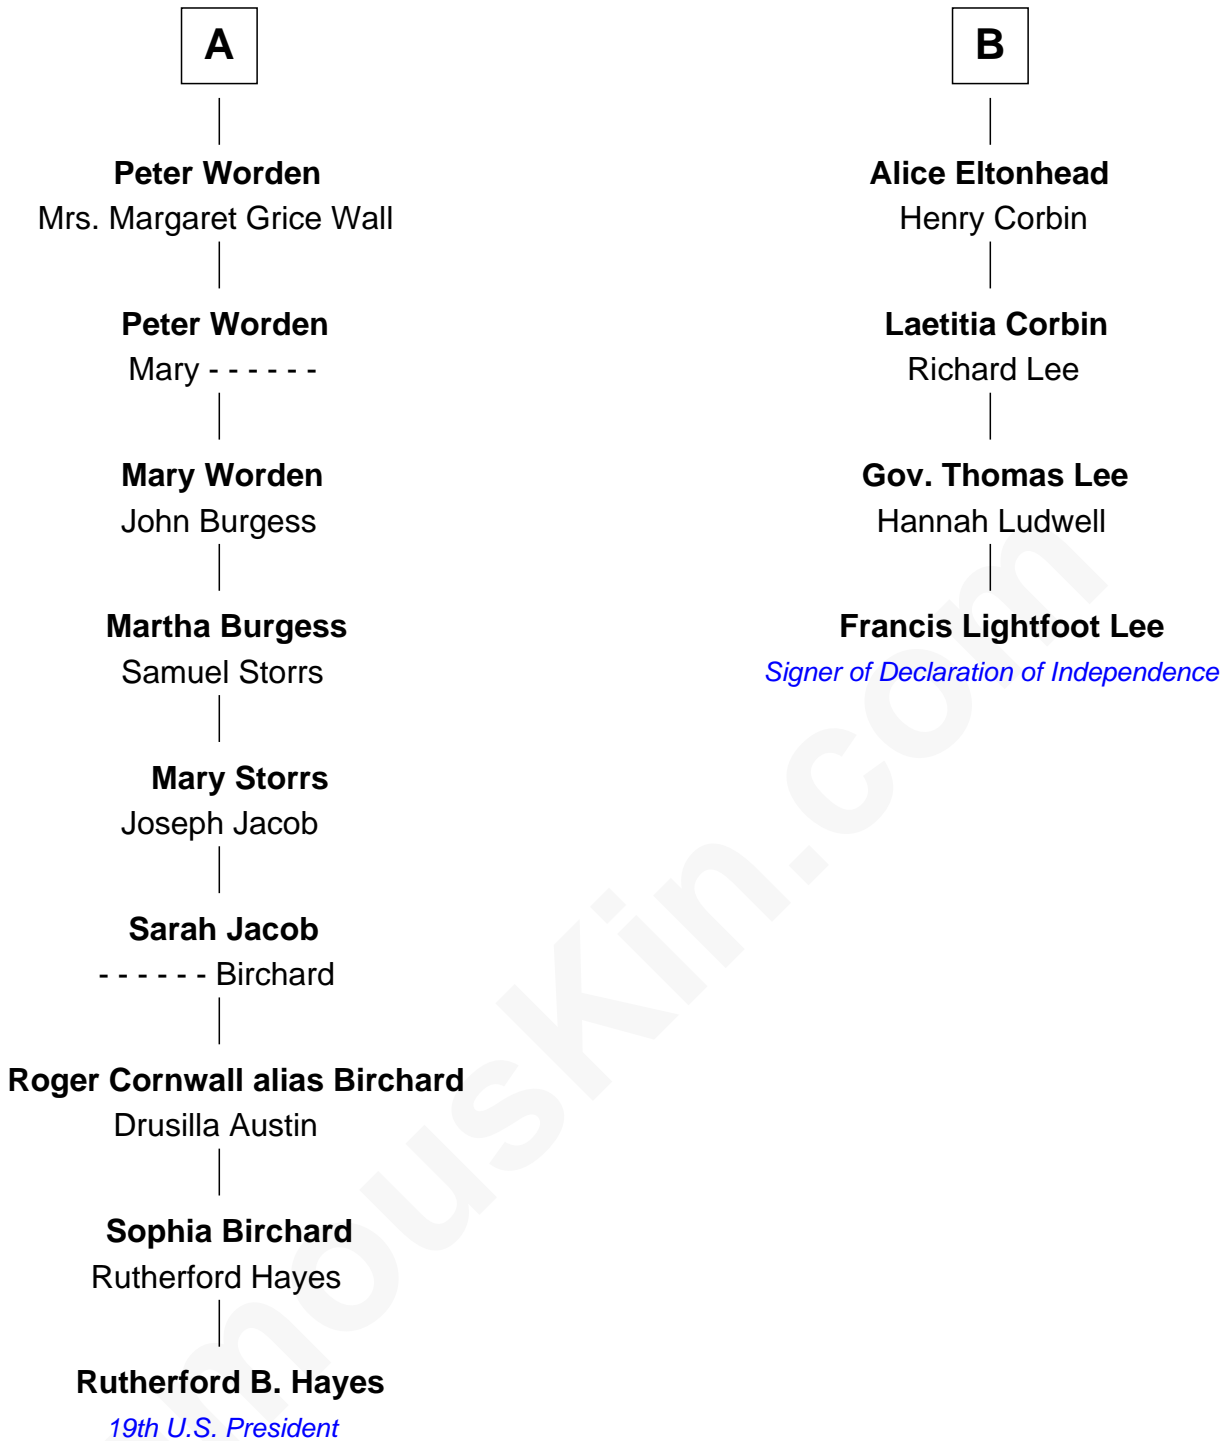 A
Peter Worden
Mrs. Margaret Grice Wall
Peter Worden
Mary - - - - - -
Mary Worden
John Burgess
Martha Burgess
Samuel Storrs
Mary Storrs
Joseph Jacob
Sarah Jacob
- - - - - - Birchard
Roger Cornwall alias Birchard
Drusilla Austin
Sophia Birchard
Rutherford Hayes
Rutherford B. Hayes
19th U.S. President
B
Alice Eltonhead
Henry Corbin
Laetitia Corbin
Richard Lee
Gov. Thomas Lee
Hannah Ludwell
Francis Lightfoot Lee
Signer of Declaration of Independence
mousKin.com